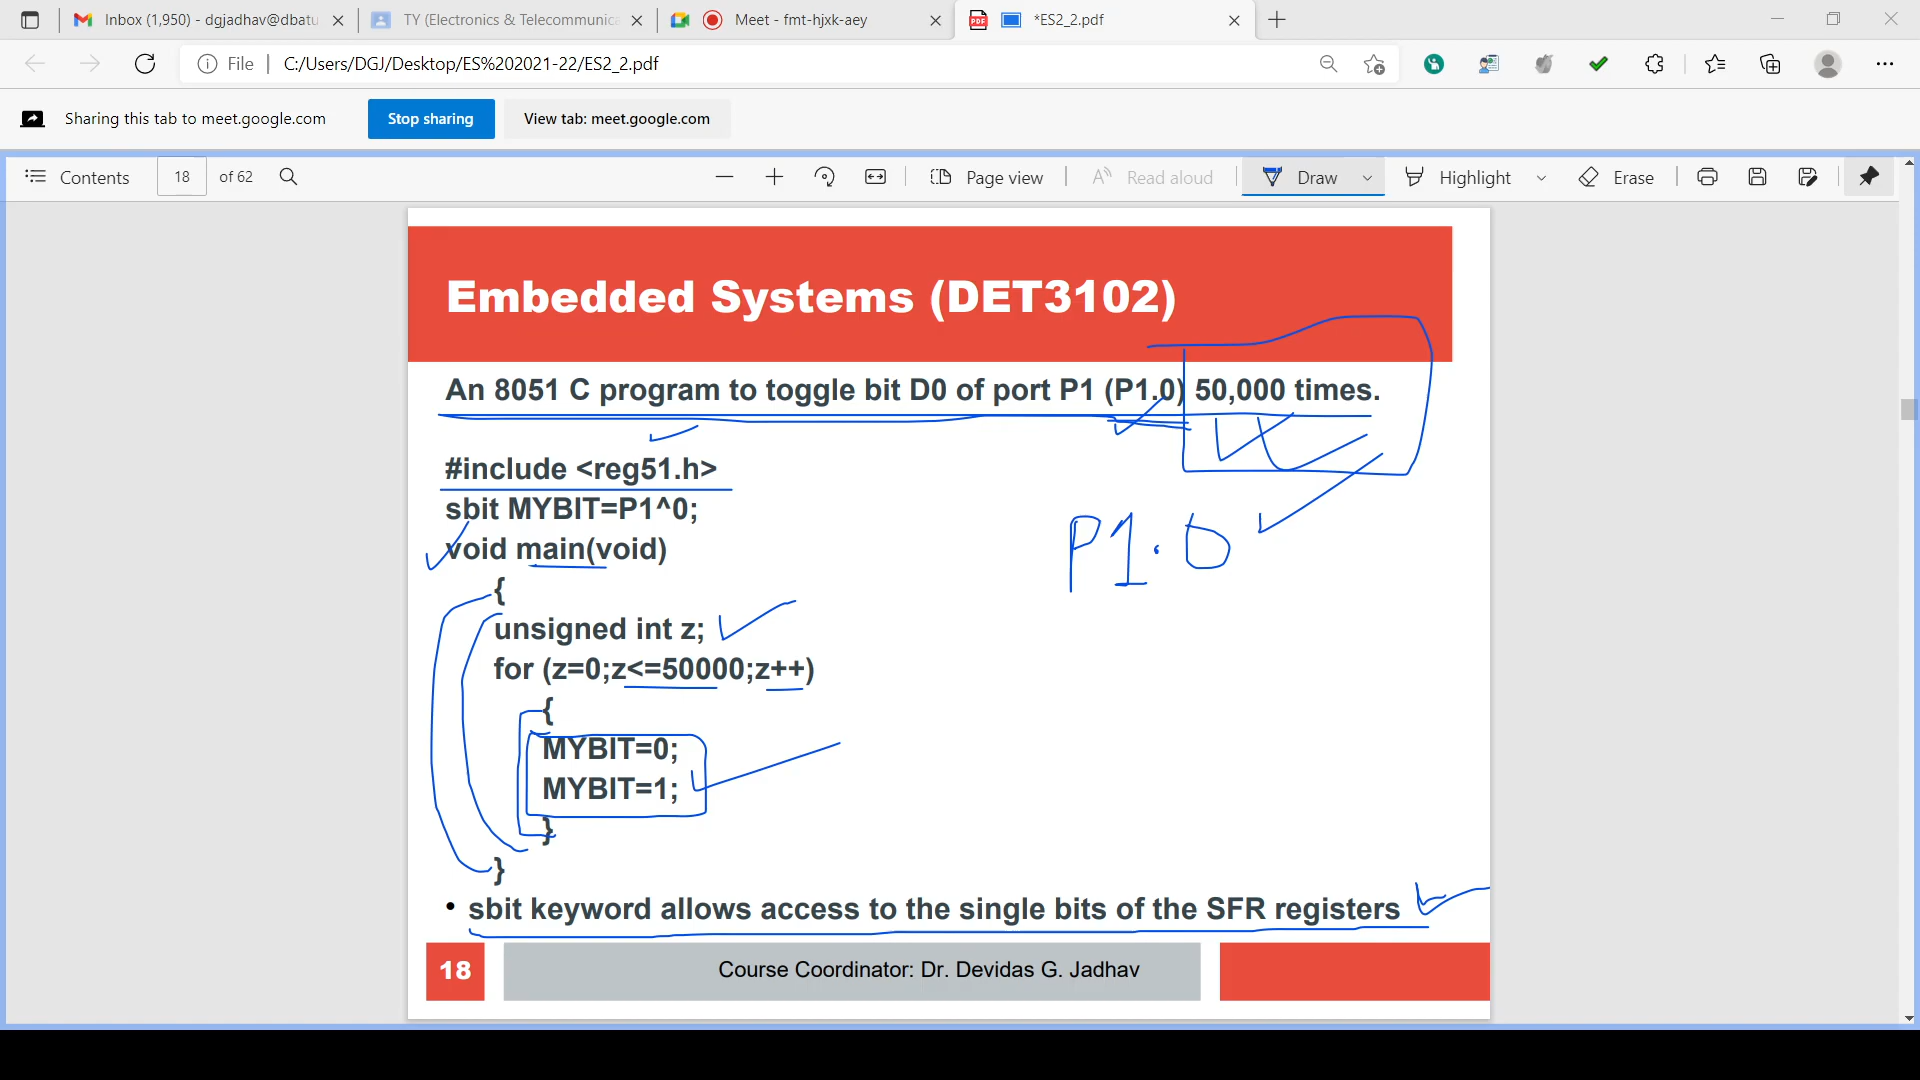 Inbox (1,950) - dgjadhav@dbatu
TY (Electronics & Telecommunica
Meet - fmt-hjxk-aey
*ES2_2.pdf
File
C:/Users/DGJ/Desktop/ES%202021-22/ES2_2.pdf
Sharing this tab to meet.google.com
Stop sharing
View tab: meet.google.com
Contents
18
of 62
Page view
Read aloud
Draw
Highlight
Erase
Embedded Systems (DET3102)
An 8051 C program to toggle bit D0 of port P1 (P1.0) 50,000 times.
#include <reg51.h>
sbit MYBIT=P1^0;
P1.0
void main(void)
{
unsigned int z;
for (z=0;z<=50000;z++)
{
MYBIT=0;
MYBIT=1;
}
}
• sbit keyword allows access to the single bits of the SFR registers
18
Course Coordinator: Dr. Devidas G. Jadhav